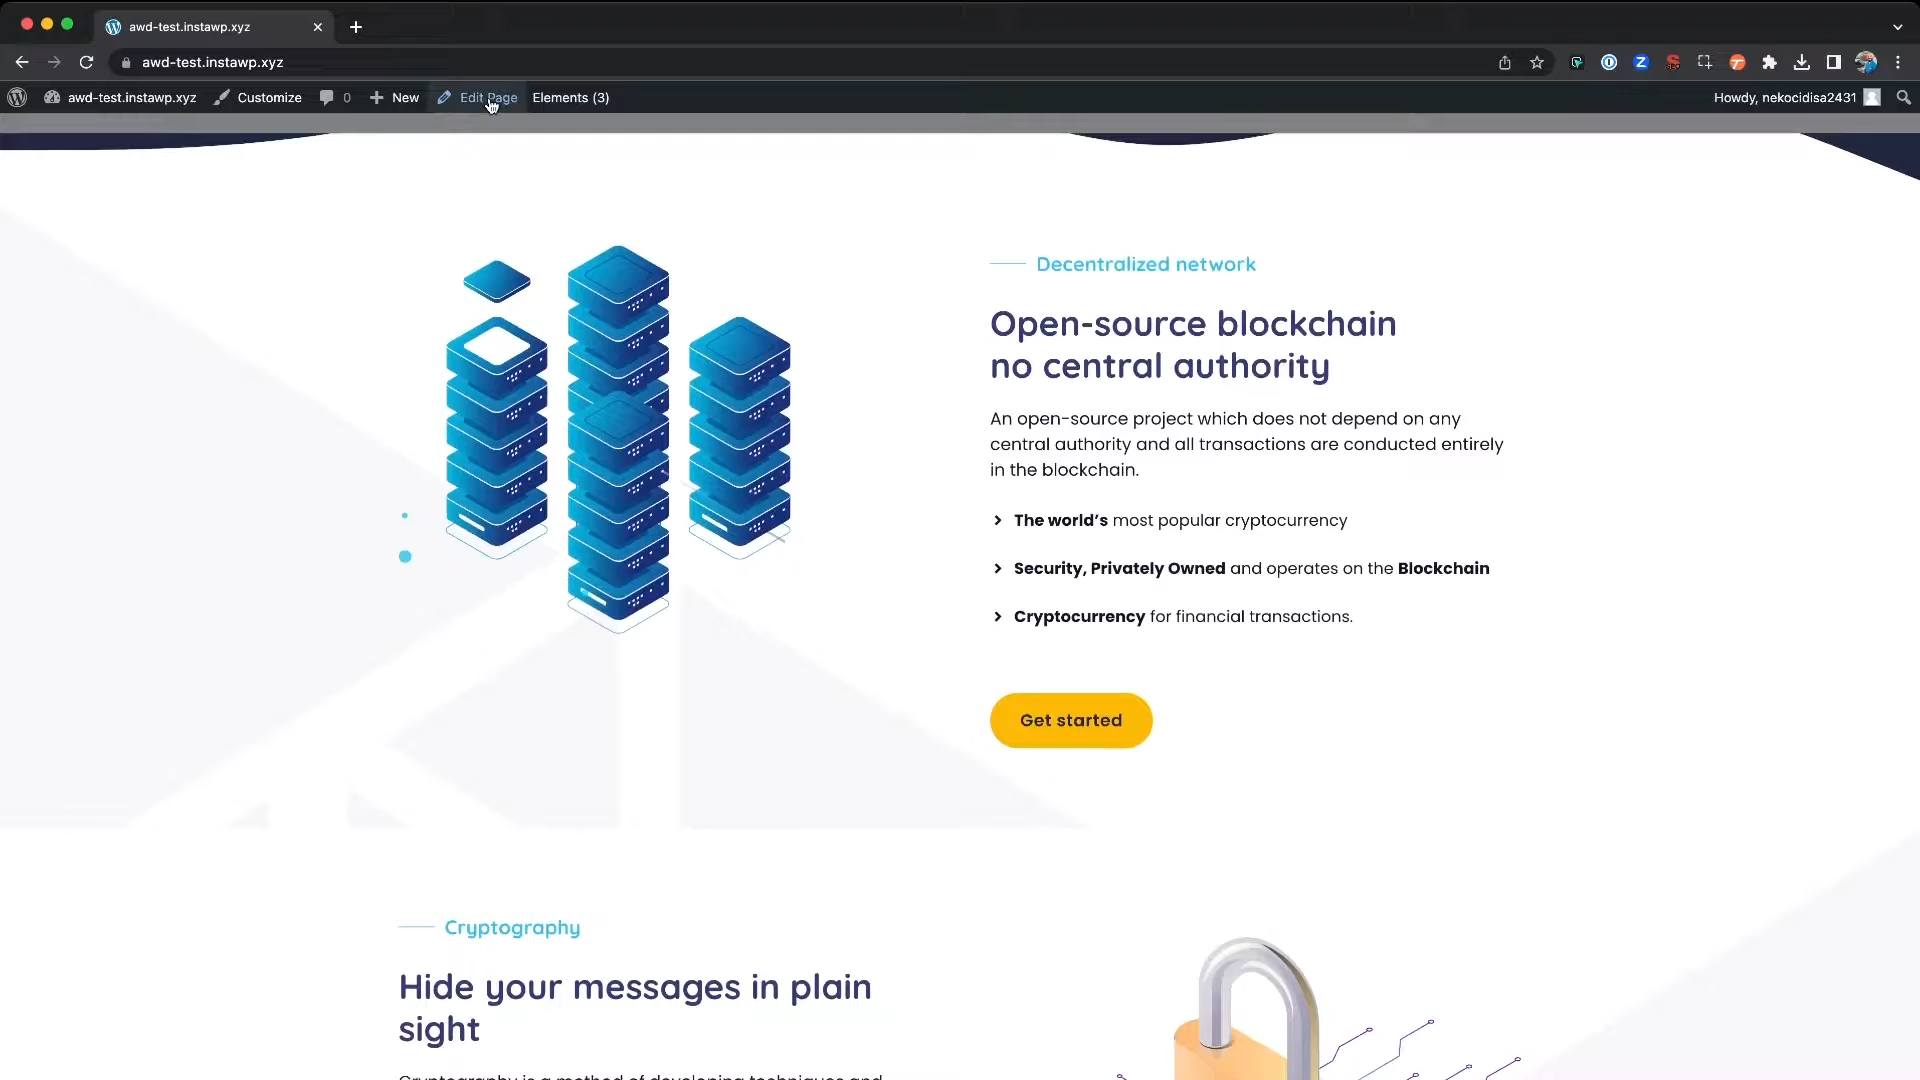 awd-test.instawp.xyz
awd-test.instawp.xyz
awd-test.instawp.xyz Customize 0 New Edit Page Elements (3) Howdy, nekocidisa2431
Decentralized network
Open-source blockchain
no central authority
An open-source project which does not depend on any
central authority and all transactions are conducted entirely
in the blockchain.
The world’s most popular cryptocurrency
Security, Privately Owned and operates on the Blockchain
Cryptocurrency for financial transactions.
Get started
Cryptography
Hide your messages in plain
sight
Cryptography is a method of developing techniques and